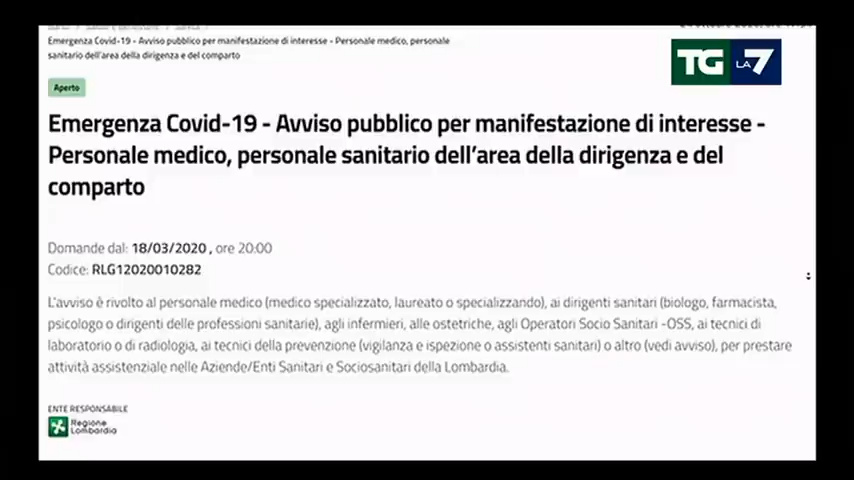 Emergenza Covid-19 - Avviso pubblico per manifestazione di interesse - Personale medico, personale
sanitario dell'area della dirigenza e del comparto
TG LA7
Aperto
Emergenza Covid-19 - Avviso pubblico per manifestazione di interesse -
Personale medico, personale sanitario dell'area della dirigenza e del
comparto
Domande dal: 18/03/2020 , ore 20:00
Codice: RLG12020010282
L'avviso è rivolto al personale medico (medico specializzato, laureato o specializzando), ai dirigenti sanitari (biologo, farmacista,
psicologo o dirigenti delle professioni sanitarie), agli infermieri, alle ostetriche, agli Operatori Socio Sanitari -OSS, ai tecnici di
laboratorio o di radiologia, ai tecnici della prevenzione (vigilanza e ispezione o assistenti sanitari) o altro (vedi avviso), per prestare
attività assistenziale nelle Aziende/Enti Sanitari e Sociosanitari della Lombardia.
ENTE RESPONSABILE
Regione
Lombardia